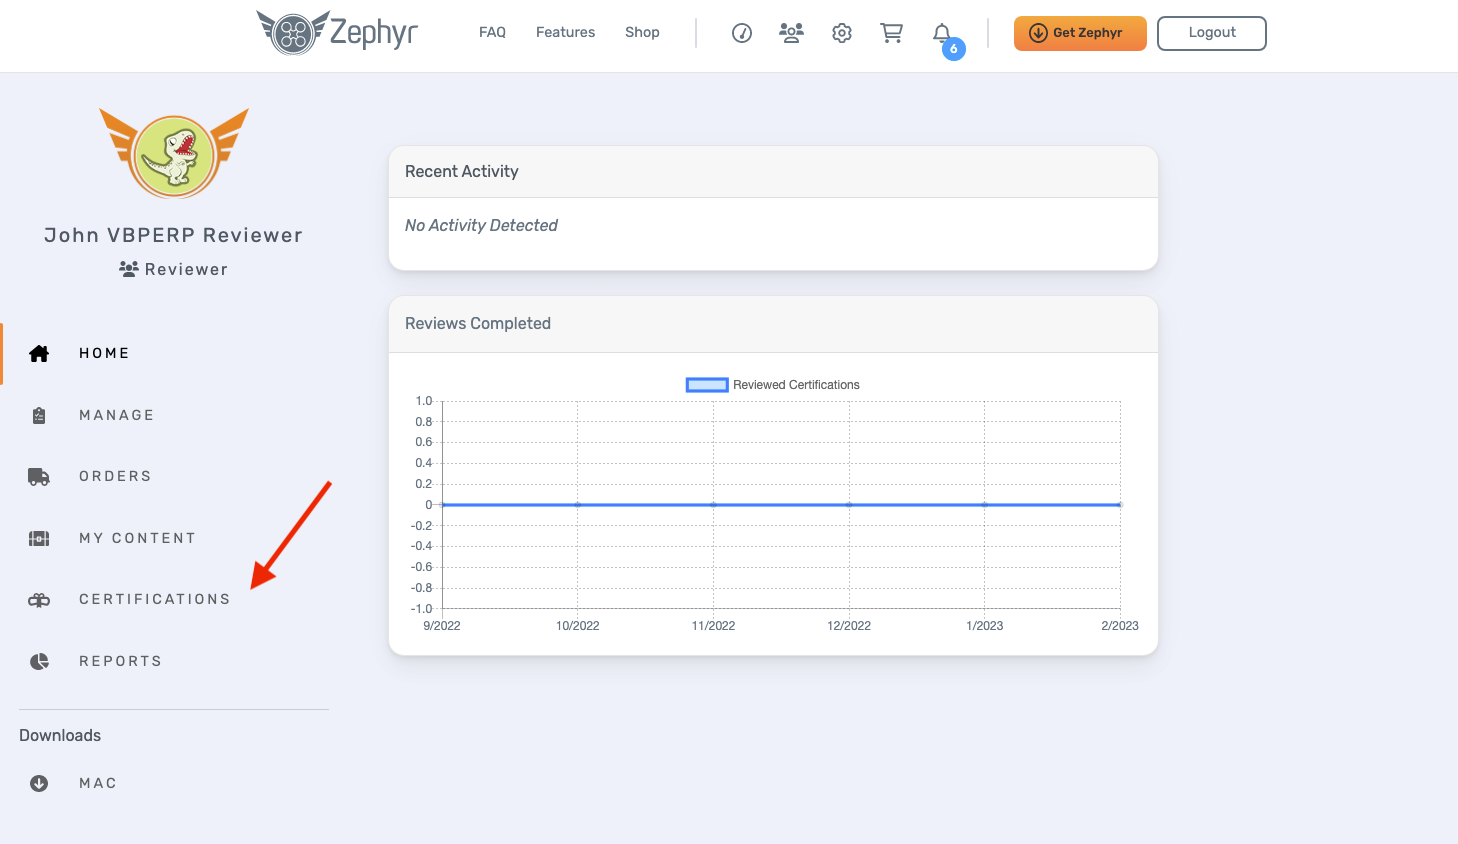 Zephyr
FAQ
Features
Shop
6
Get Zephyr
Logout
John VBPERP Reviewer
Reviewer
HOME
MANAGE
ORDERS
MY CONTENT
CERTIFICATIONS
REPORTS
Downloads
MAC
Recent Activity
No Activity Detected
Reviews Completed
Reviewed Certifications
1.0
0.8
0.6
0.4
0.2
0
-0.2
-0.4
-0.6
-0.8
-1.0
9/2022
10/2022
11/2022
12/2022
1/2023
2/2023